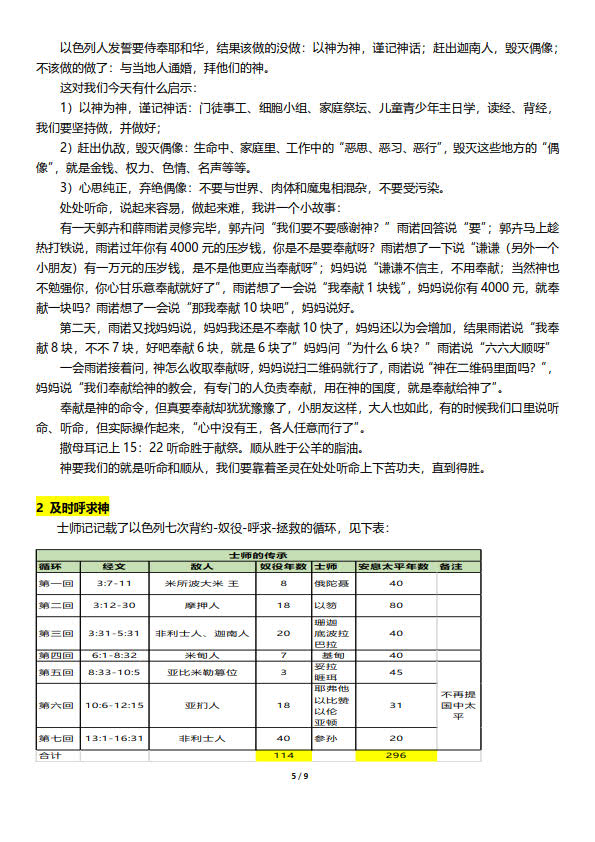 以色列人发誓要侍奉耶和华，结果该做的没做：以神为神，谨记神话；赶出迦南人，毁灭偶像；
不该做的做了：与当地人通婚，拜他们的神。
这对我们今天有什么启示：
1）以神为神，谨记神话：门徒事工、细胞小组、家庭祭坛、儿童青少年主日学，读经、背经，
我们要坚持做，并做好；
2）赶出仇敌，毁灭偶像：生命中、家庭里、工作中的“恶思、恶习、恶行”，毁灭这些地方的“偶
像”，就是金钱、权力、色情、名声等等。
3）心思纯正，弃绝偶像：不要与世界、肉体和魔鬼相混杂，不要受污染。
处处听命，说起来容易，做起来难，我讲一个小故事：
有一天郭卉和薛雨诺灵修完毕，郭卉问“我们要不要感谢神？”雨诺回答说“要”；郭卉马上趁
热打铁说，雨诺过年你有 4000 元的压岁钱，你是不是要奉献呀？雨诺想了一下说“谦谦（另外一个
小朋友）有一万元的压岁钱，是不是他更应当奉献呀”；妈妈说“谦谦不信主，不用奉献；当然神也
不勉强你，你心甘乐意奉献就好了”，雨诺想了一会说“我奉献 1 块钱”，妈妈说你有 4000 元，就奉
献一块吗？雨诺想了一会说“那我奉献 10 块吧”，妈妈说好。
第二天，雨诺又找妈妈说，妈妈我还是不奉献 10 快了，妈妈还以为会增加，结果雨诺说“我奉
献 8 块，不不 7 块，好吧奉献 6 块，就是 6 块了”妈妈问“为什么 6 块？”雨诺说“六六大顺呀”
一会雨诺接着问，神怎么收取奉献呀，妈妈说扫二维码就行了，雨诺说“神在二维码里面吗？“，
妈妈说“我们奉献给神的教会，有专门的人负责奉献，用在神的国度，就是奉献给神了”。
奉献是神的命令，但真要奉献却犹犹豫豫了，小朋友这样，大人也如此，有的时候我们口里说听
命、听命，但实际操作起来，“心中没有王，各人任意而行了”。
撒母耳记上 15：22 听命胜于献祭。顺从胜于公羊的脂油。
神要我们的就是听命和顺从，我们要靠着圣灵在处处听命上下苦功夫，直到得胜。
2 及时呼求神
士师记记载了以色列七次背约-奴役-呼求-拯救的循环，见下表：
士师的传承
循环 经文 敌人 奴役年数 士师 安息太平年数 备注
第一回 3:7-11 米所波大米 王 8 俄陀聂 40
第二回 3:12-30 摩押人 18 以笏 80
第三回 3:31-5:31 非利士人、迦南人 20 珊迦 底波拉 巴拉 40
第四回 6:1-8:32 米甸人 7 基甸 40
第五回 8:33-10:5 亚比米勒篡位 3 妥拉 睚珥 45
第六回 10:6-12:15 亚扪人 18 耶弗他 以比赞 以伦 亚顿 31 不再提国中太平
第七回 13:1-16:31 非利士人 40 参孙 20
合计 114 296
5 / 9